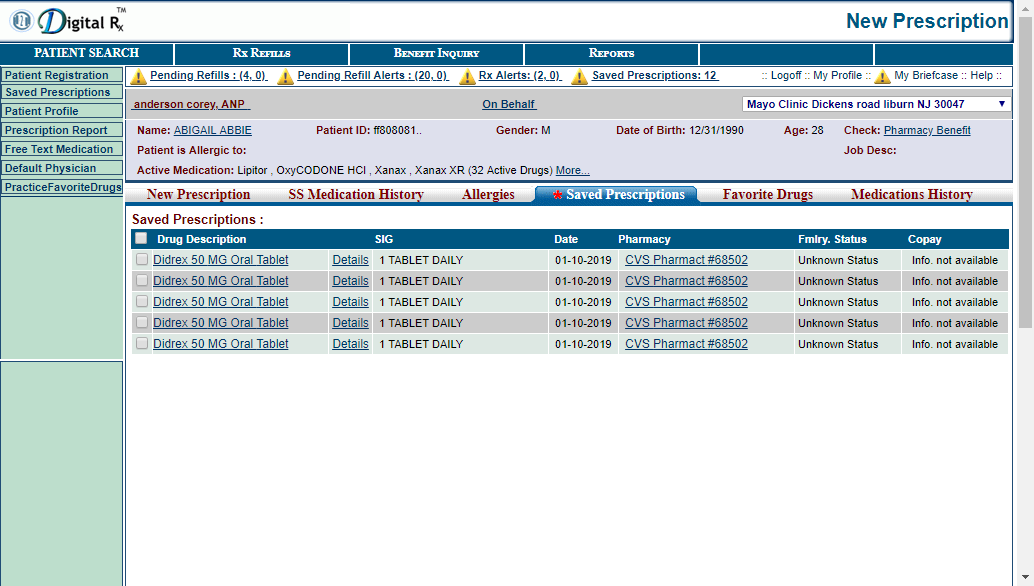 Digital Rx TM
New Prescription
PATIENT SEARCH Rx REFILLS BENEFIT INQUIRY REPORTS
Patient Registration
Saved Prescriptions
Patient Profile
Prescription Report
Free Text Medication
Default Physician
PracticeFavoriteDrugs
Pending Refills : (4, 0) Pending Refill Alerts : (20, 0) Rx Alerts: (2, 0) Saved Prescriptions: 12 :: Logoff :: My Profile :: My Briefcase :: Help ::
anderson corey, ANP On Behalf Mayo Clinic Dickens road liburn NJ 30047
Name: ABIGAIL ABBIE Patient ID: ff808081.. Gender: M Date of Birth: 12/31/1990 Age: 28 Check: Pharmacy Benefit
Patient is Allergic to: Job Desc:
Active Medication: Lipitor , OxyCODONE HCl , Xanax , Xanax XR (32 Active Drugs) More...
New Prescription SS Medication History Allergies * Saved Prescriptions Favorite Drugs Medications History
Saved Prescriptions :
Drug Description SIG Date Pharmacy Fmlry. Status Copay
Didrex 50 MG Oral Tablet Details 1 TABLET DAILY 01-10-2019 CVS Pharmact #68502 Unknown Status Info. not available
Didrex 50 MG Oral Tablet Details 1 TABLET DAILY 01-10-2019 CVS Pharmact #68502 Unknown Status Info. not available
Didrex 50 MG Oral Tablet Details 1 TABLET DAILY 01-10-2019 CVS Pharmact #68502 Unknown Status Info. not available
Didrex 50 MG Oral Tablet Details 1 TABLET DAILY 01-10-2019 CVS Pharmact #68502 Unknown Status Info. not available
Didrex 50 MG Oral Tablet Details 1 TABLET DAILY 01-10-2019 CVS Pharmact #68502 Unknown Status Info. not available